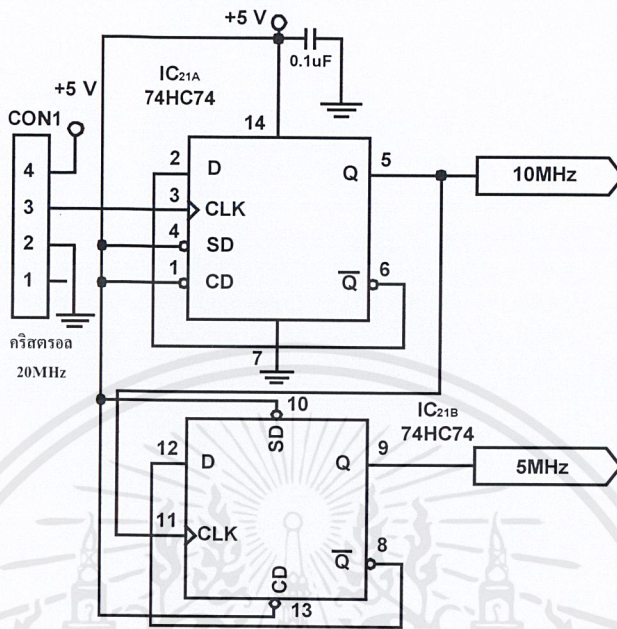 +5 V
0.1uF
IC21A
74HC74
+5 V
CON1
4
3
2
1
คริสตรอล
20MHz
14
2 D
3 CLK
4 SD
1 CD
Q 5
Q 6
7
10MHz
IC21B
74HC74
10
SD
12 D
11 CLK
CD
13
Q 9
Q 8
5MHz